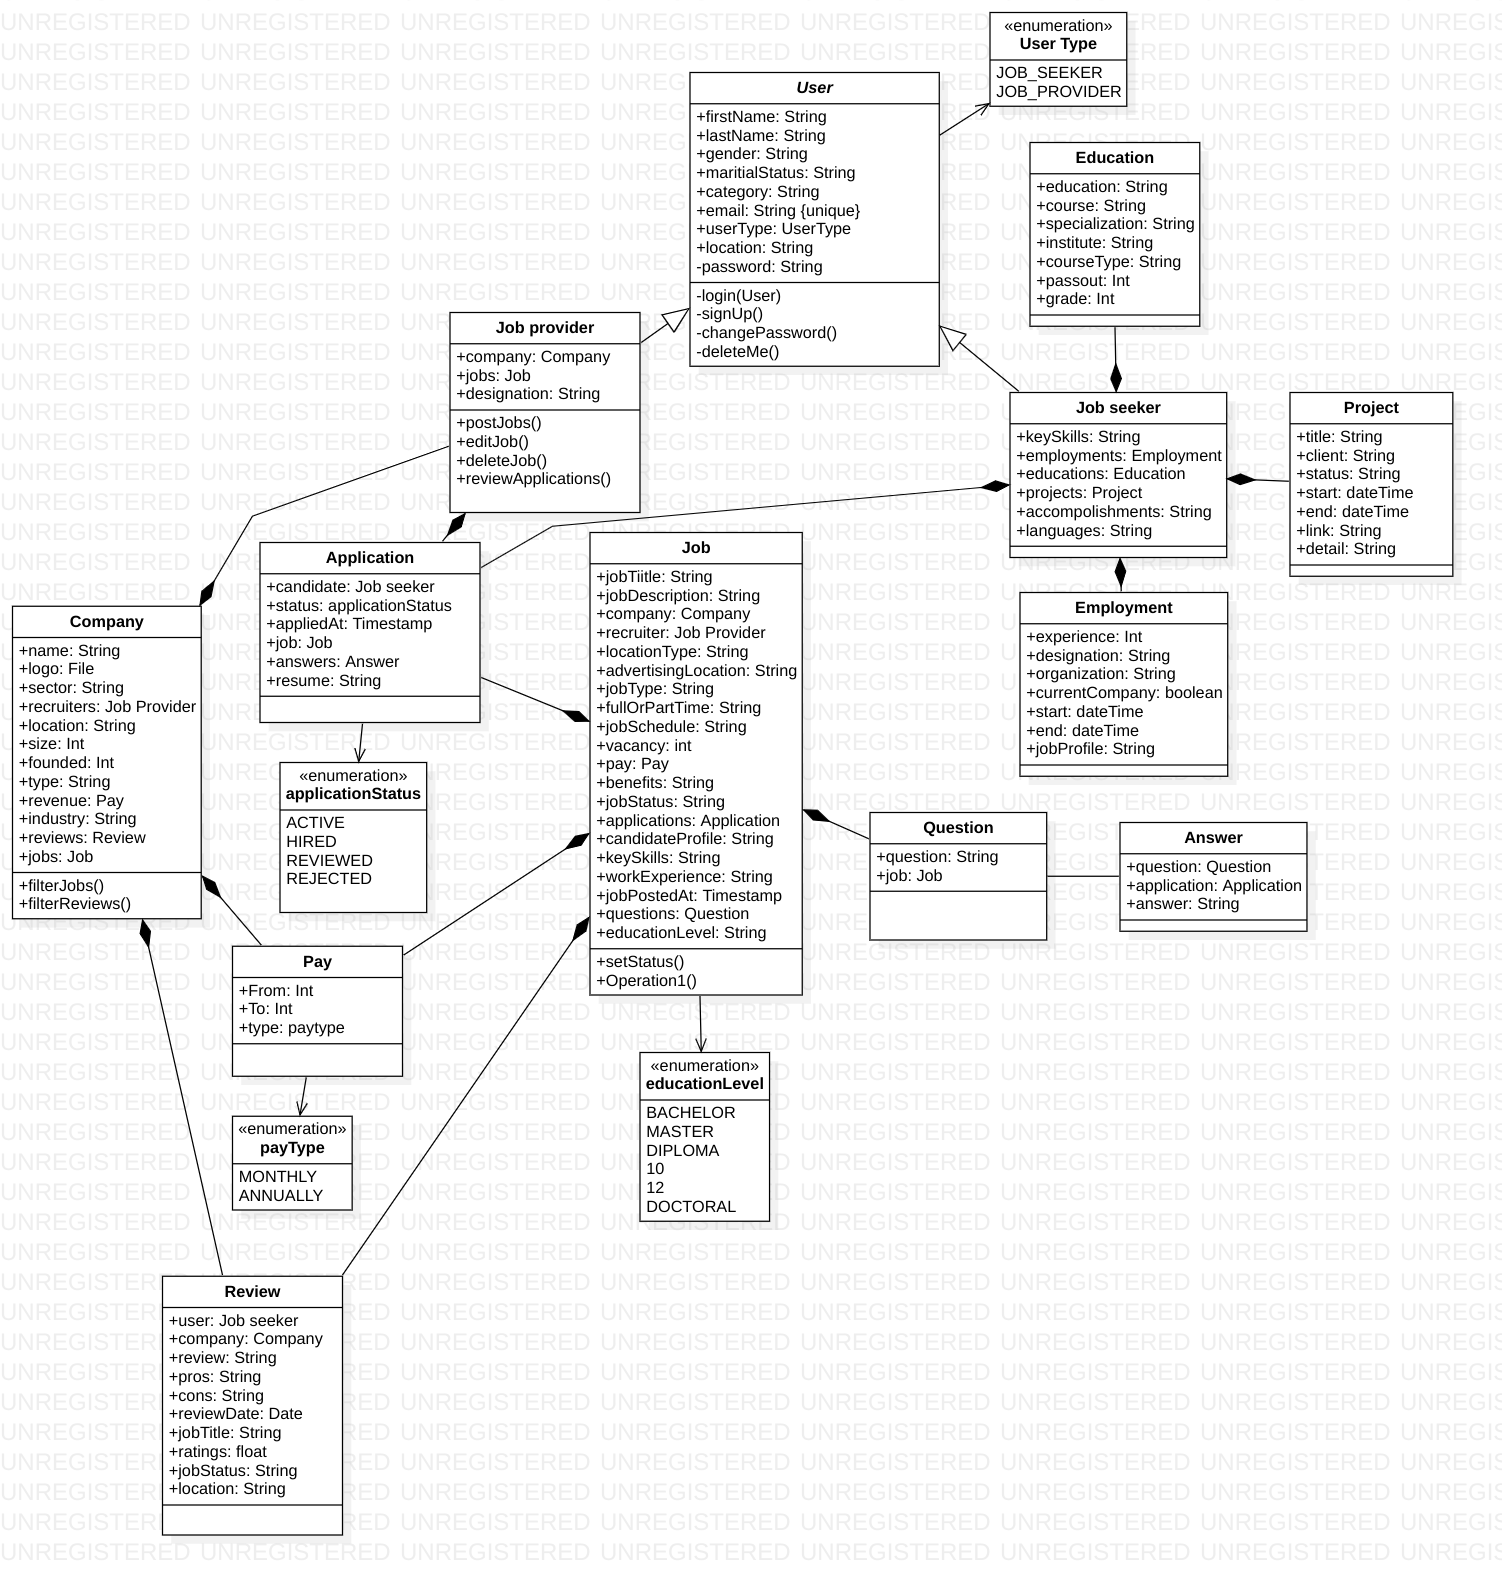 «enumeration»
User Type
JOB_SEEKER
JOB_PROVIDER
User
+firstName: String
+lastName: String
+gender: String
+maritialStatus: String
+category: String
+email: String {unique}
+userType: UserType
+location: String
-password: String
-login(User)
-signUp()
-changePassword()
-deleteMe()
Education
+education: String
+course: String
+specialization: String
+institute: String
+courseType: String
+passout: Int
+grade: Int
Job provider
+company: Company
+jobs: Job
+designation: String
+postJobs()
+editJob()
+deleteJob()
+reviewApplications()
Job seeker
+keySkills: String
+employments: Employment
+educations: Education
+projects: Project
+accompolishments: String
+languages: String
Project
+title: String
+client: String
+status: String
+start: dateTime
+end: dateTime
+link: String
+detail: String
Application
+candidate: Job seeker
+status: applicationStatus
+appliedAt: Timestamp
+job: Job
+answers: Answer
+resume: String
Job
+jobTiitle: String
+jobDescription: String
+company: Company
+recruiter: Job Provider
+locationType: String
+advertisingLocation: String
+jobType: String
+fullOrPartTime: String
+jobSchedule: String
+vacancy: int
+pay: Pay
+benefits: String
+jobStatus: String
+applications: Application
+candidateProfile: String
+keySkills: String
+workExperience: String
+jobPostedAt: Timestamp
+questions: Question
+educationLevel: String
+setStatus()
+Operation1()
Employment
+experience: Int
+designation: String
+organization: String
+currentCompany: boolean
+start: dateTime
+end: dateTime
+jobProfile: String
Company
+name: String
+logo: File
+sector: String
+recruiters: Job Provider
+location: String
+size: Int
+founded: Int
+type: String
+revenue: Pay
+industry: String
+reviews: Review
+jobs: Job
+filterJobs()
+filterReviews()
«enumeration»
applicationStatus
ACTIVE
HIRED
REVIEWED
REJECTED
Question
+question: String
+job: Job
Answer
+question: Question
+application: Application
+answer: String
Pay
+From: Int
+To: Int
+type: paytype
«enumeration»
payType
MONTHLY
ANNUALLY
«enumeration»
educationLevel
BACHELOR
MASTER
DIPLOMA
10
12
DOCTORAL
Review
+user: Job seeker
+company: Company
+review: String
+pros: String
+cons: String
+reviewDate: Date
+jobTitle: String
+ratings: float
+jobStatus: String
+location: String
UNREGISTERED